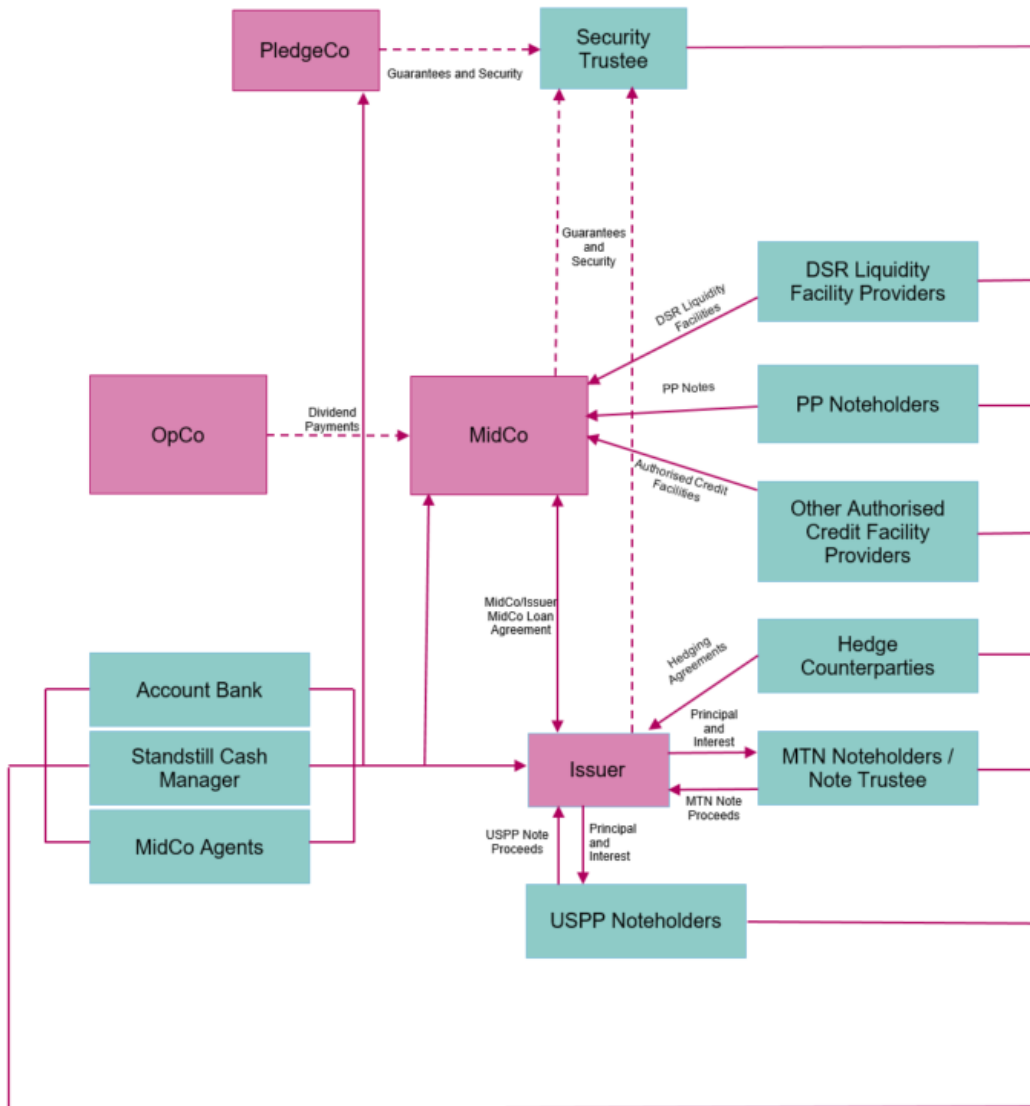 PledgeCo
Guarantees and Security
Security
Trustee
Guarantees
and
Security
DSR Liquidity
Facility Providers
DSR Liquidity
Facilities
PP Notes
PP Noteholders
OpCo
Dividend
Payments
MidCo
Authorised Credit
Facilities
Other Authorised
Credit Facility
Providers
MidCo/Issuer
MidCo Loan
Agreement
Hedging
Agreements
Hedge
Counterparties
Account Bank
Standstill Cash
Manager
MidCo Agents
Issuer
Principal
and
Interest
MTN Noteholders /
Note Trustee
MTN Note
Proceeds
USPP Note
Proceeds
Principal
and
Interest
USPP Noteholders